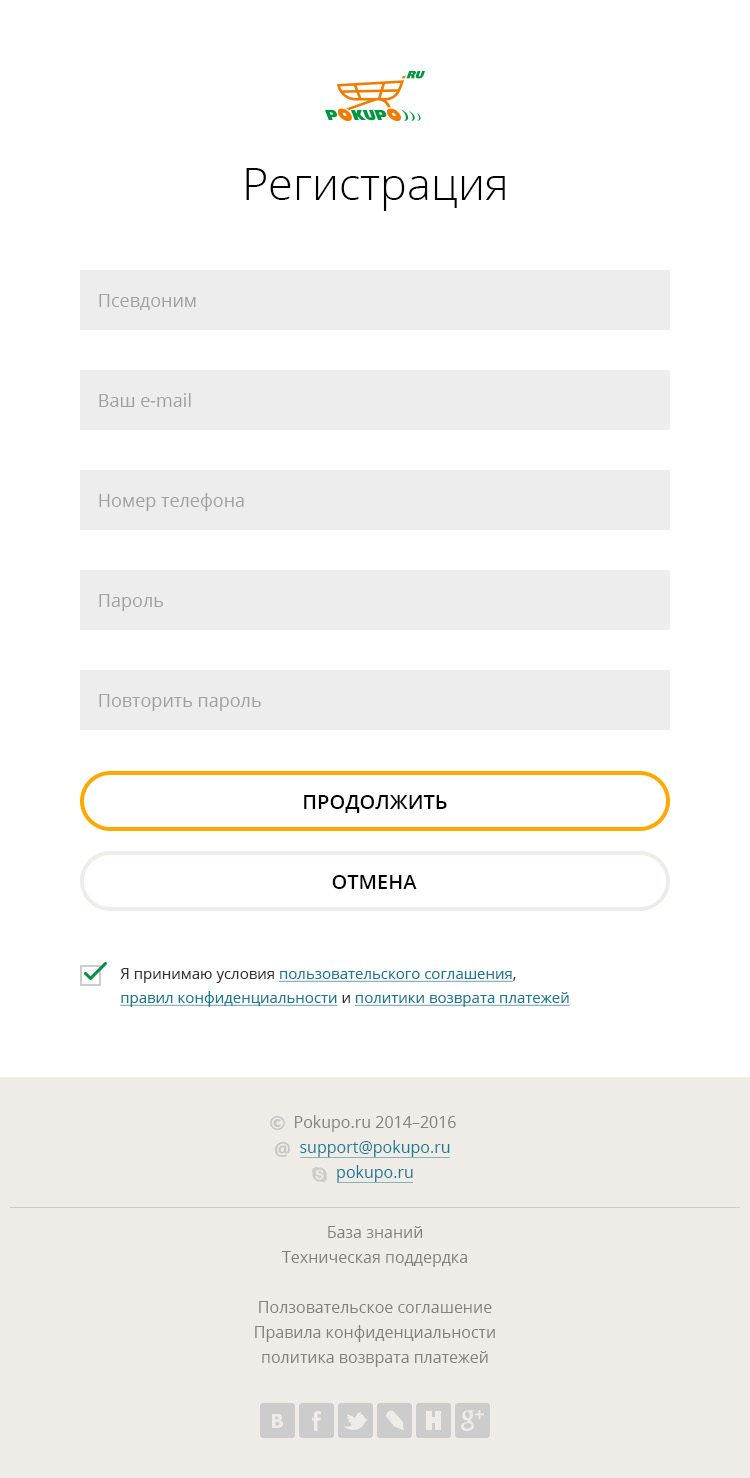 RU
POKUPO
Регистрация
Псевдоним
Ваш e-mail
Номер телефона
Пароль
Повторить пароль
ПРОДОЛЖИТЬ
ОТМЕНА
Я принимаю условия пользовательского соглашения,
правил конфиденциальности и политики возврата платежей
© Pokupo.ru 2014–2016
@ support@pokupo.ru
pokupo.ru
База знаний
Техническая поддердка
Ползовательское соглашение
Правила конфиденциальности
политика возврата платежей
B f H g+